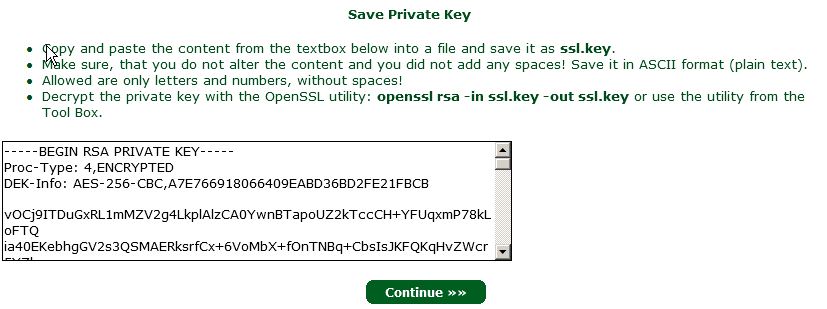 Save Private Key
Copy and paste the content from the textbox below into a file and save it as ssl.key.
Make sure, that you do not alter the content and you did not add any spaces! Save it in ASCII format (plain text).
Allowed are only letters and numbers, without spaces!
Decrypt the private key with the OpenSSL utility: openssl rsa -in ssl.key -out ssl.key or use the utility from the
Tool Box.
-----BEGIN RSA PRIVATE KEY-----
Proc-Type: 4,ENCRYPTED
DEK-Info: AES-256-CBC,A7E766918066409EABD36BD2FE21FBCB
vOCj9ITDuGxRL1mMZV2g4LkplAlzCA0YwnBTapoUZ2kTccCH+YFUqxmP78kL
oFTQ
ia40EKebhgGV2s3QSMAERksrfCx+6VoMbX+fOnTNBq+CbsIsJKFQKqHvZWcr
Continue »»